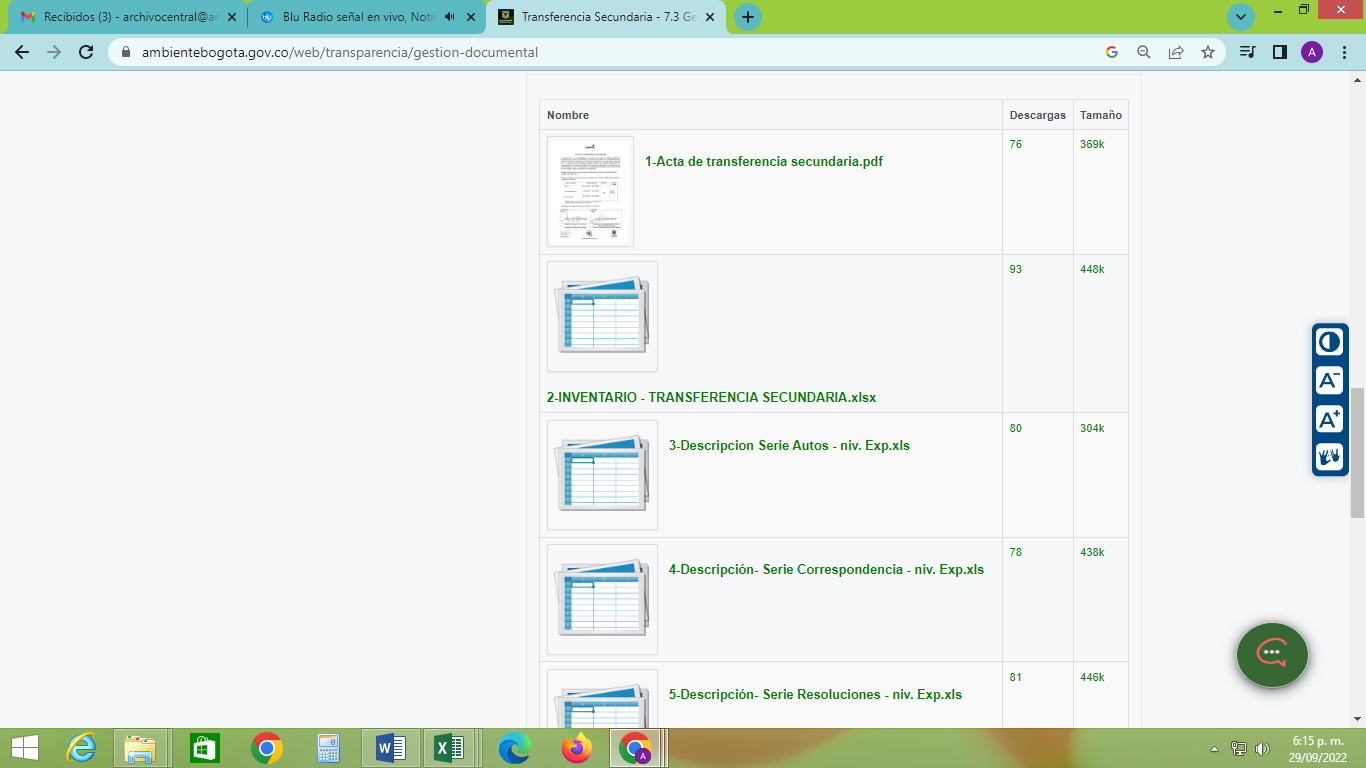 Recibidos (3) - archivocentral@ar
Blu Radio señal en vivo, Noti
Transferencia Secundaria - 7.3 Ge
ambientebogota.gov.co/web/transparencia/gestion-documental
A
Nombre Descargas Tamaño
1-Acta de transferencia secundaria.pdf 76 369k
93 448k
2-INVENTARIO - TRANSFERENCIA SECUNDARIA.xlsx
3-Descripcion Serie Autos - niv. Exp.xls 80 304k
4-Descripción- Serie Correspondencia - niv. Exp.xls 78 438k
5-Descripción- Serie Resoluciones - niv. Exp.xls 81 446k
A-
A+
6:15 p. m.
29/09/2022